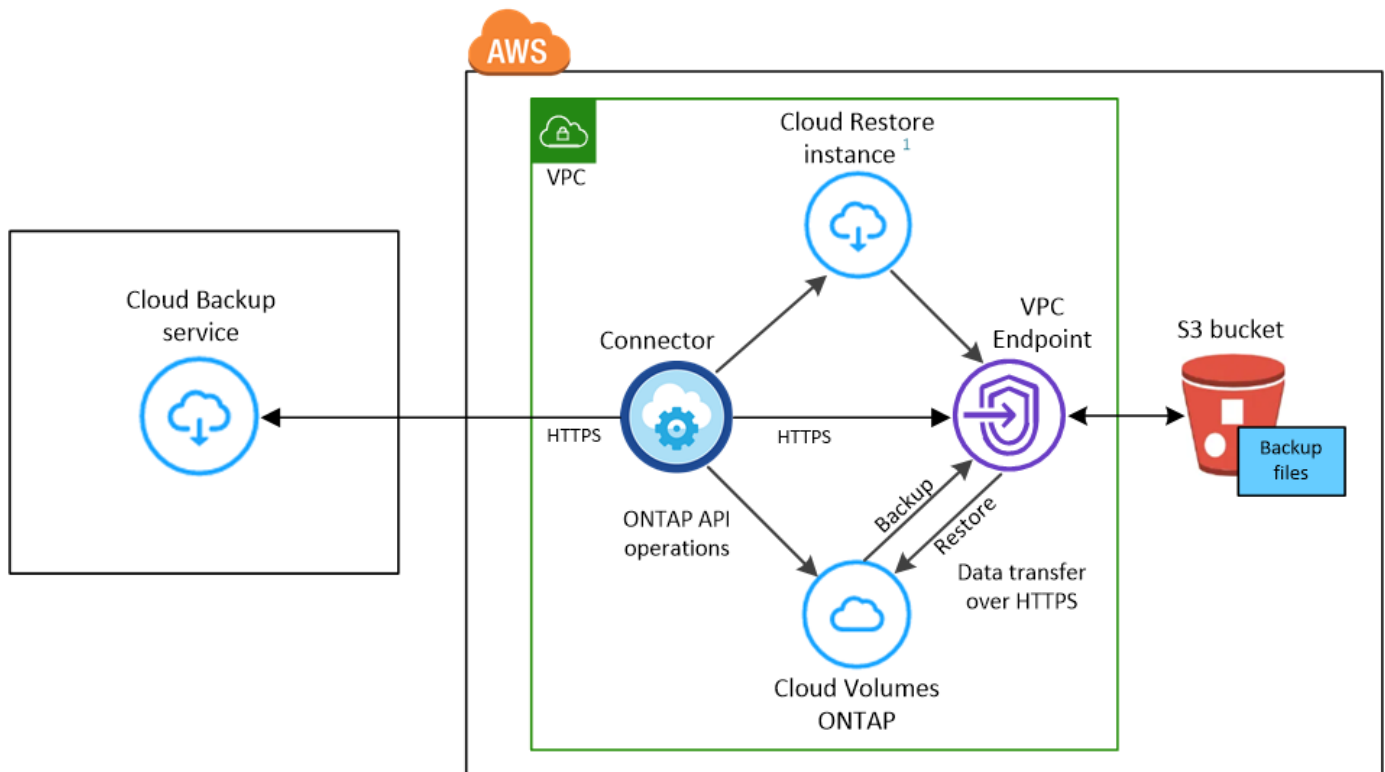 AWS
Cloud Restore
instance 1
VPC
Cloud Backup
service
VPC
Endpoint
Connector
S3 bucket
HTTPS
HTTPS
Backup
files
Backup
Restore
ONTAP API
operations
Data transfer
over HTTPS
Cloud Volumes
ONTAP